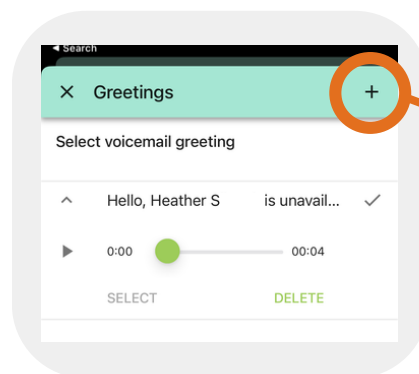 ◂ Search
× Greetings +
Select voicemail greeting
Hello, Heather S is unavail...
0:00 00:04
SELECT DELETE